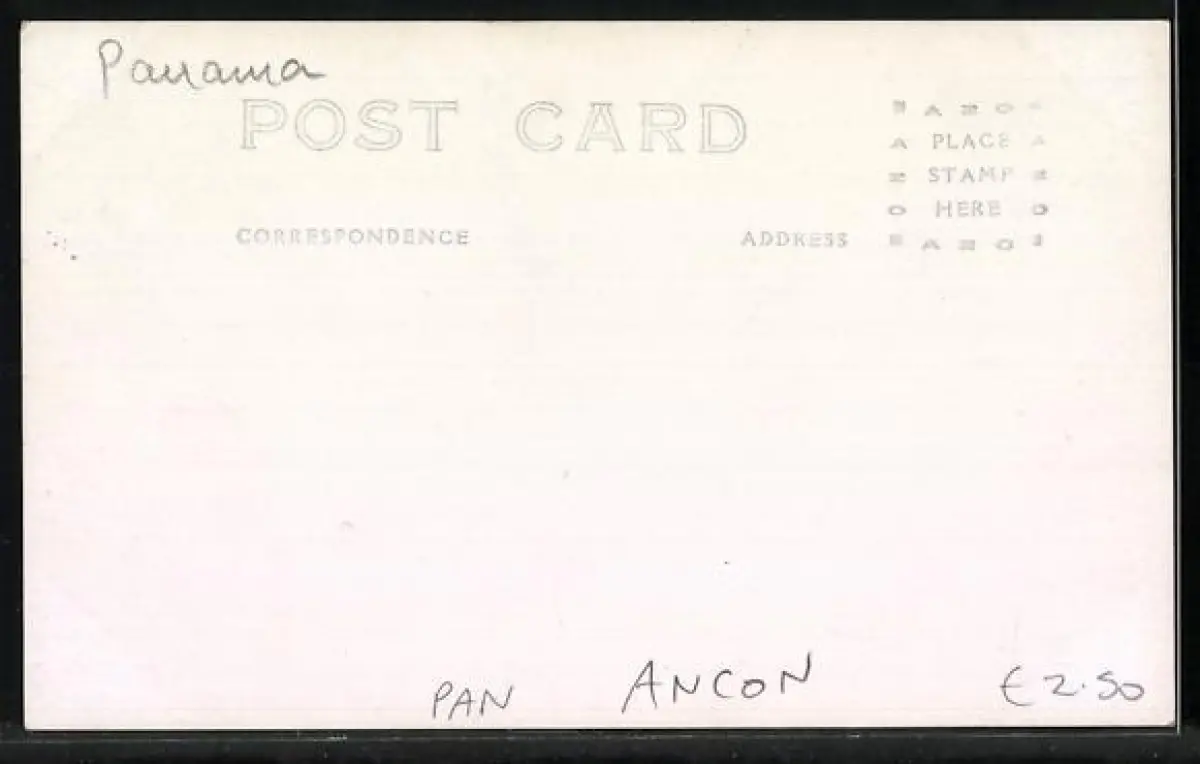 Panama
POST CARD
E A Z O
A PLACE A
Z STAMP Z
O HERE O
CORRESPONDENCE ADDRESS
E A Z O
PAN ANCON €2.50